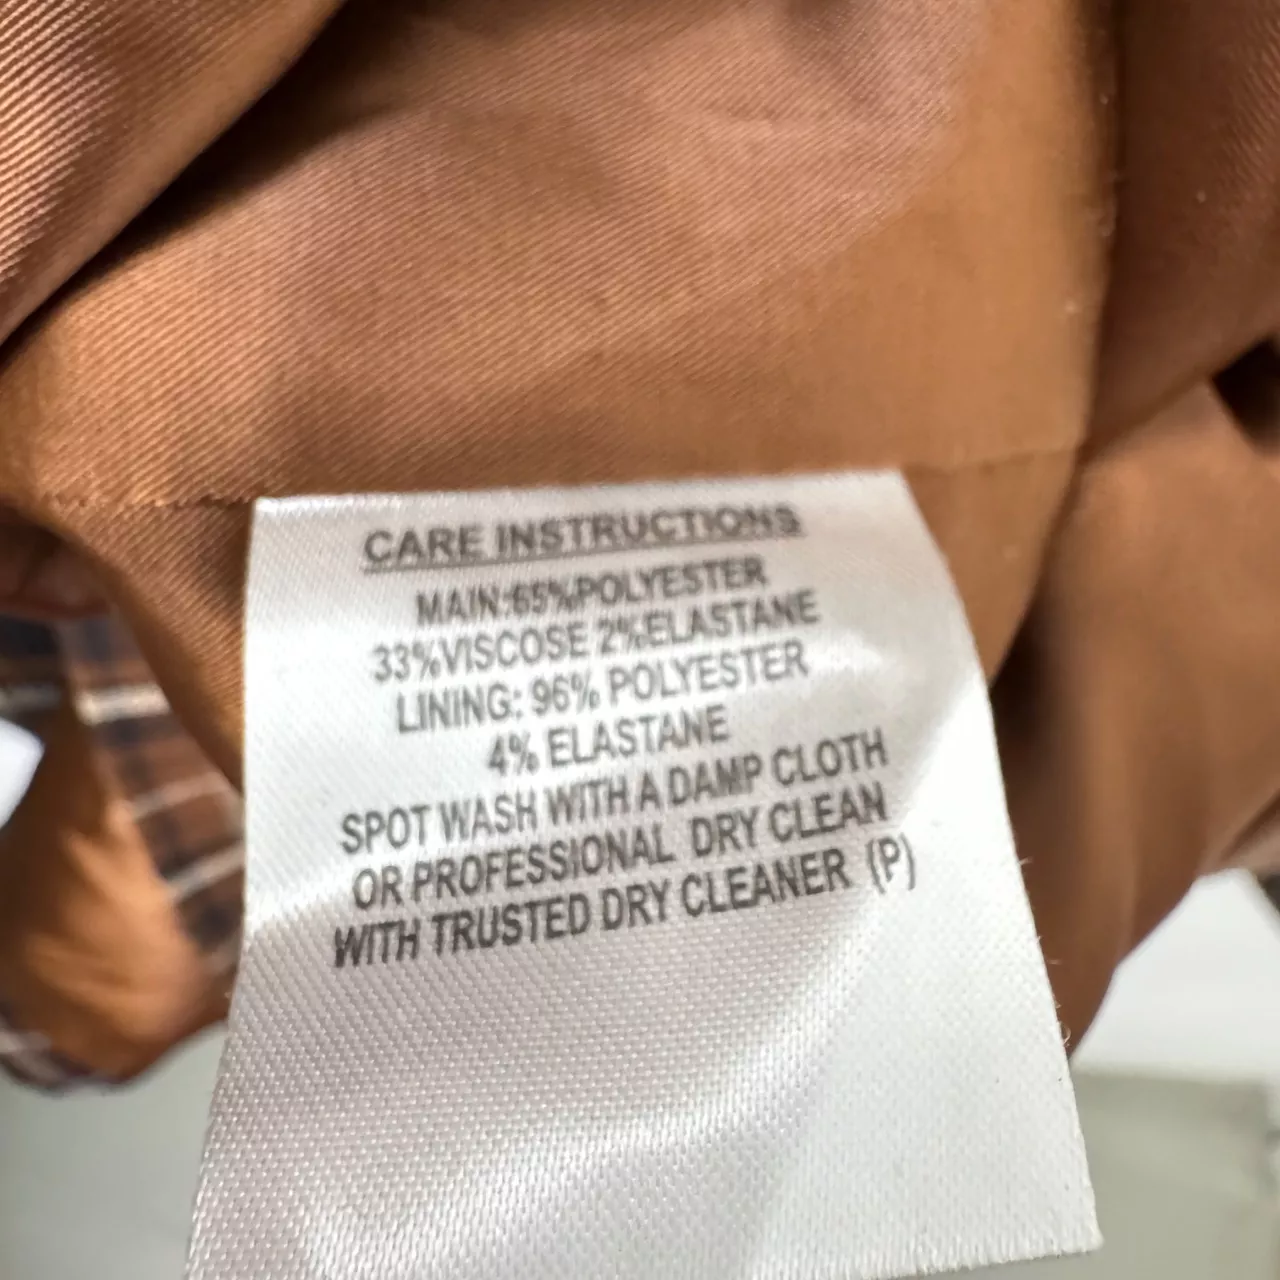 CARE INSTRUCTIONS
MAIN:65%POLYESTER
33%VISCOSE 2%ELASTANE
LINING: 96% POLYESTER
4% ELASTANE
SPOT WASH WITH A DAMP CLOTH
OR PROFESSIONAL DRY CLEAN
WITH TRUSTED DRY CLEANER (P)